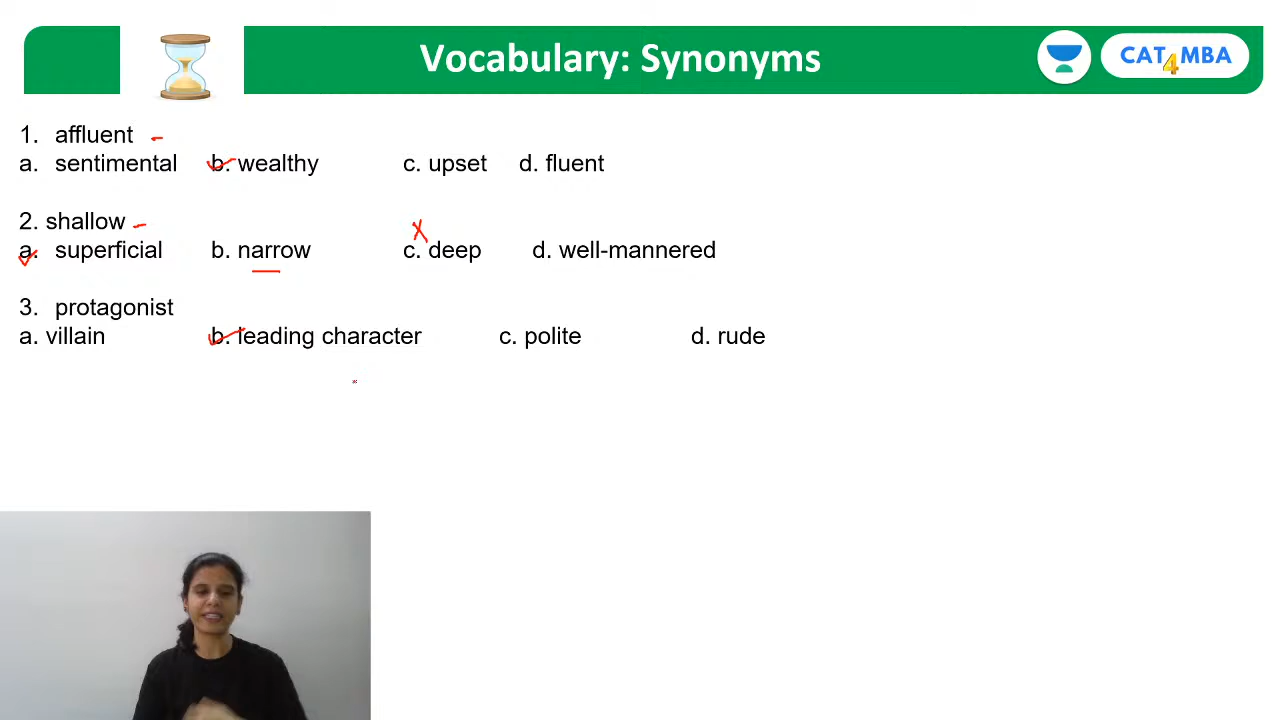 Vocabulary: Synonyms
CAT4MBA
1. affluent
a. sentimental b. wealthy c. upset d. fluent
2. shallow
a. superficial b. narrow c. deep d. well-mannered
3. protagonist
a. villain b. leading character c. polite d. rude